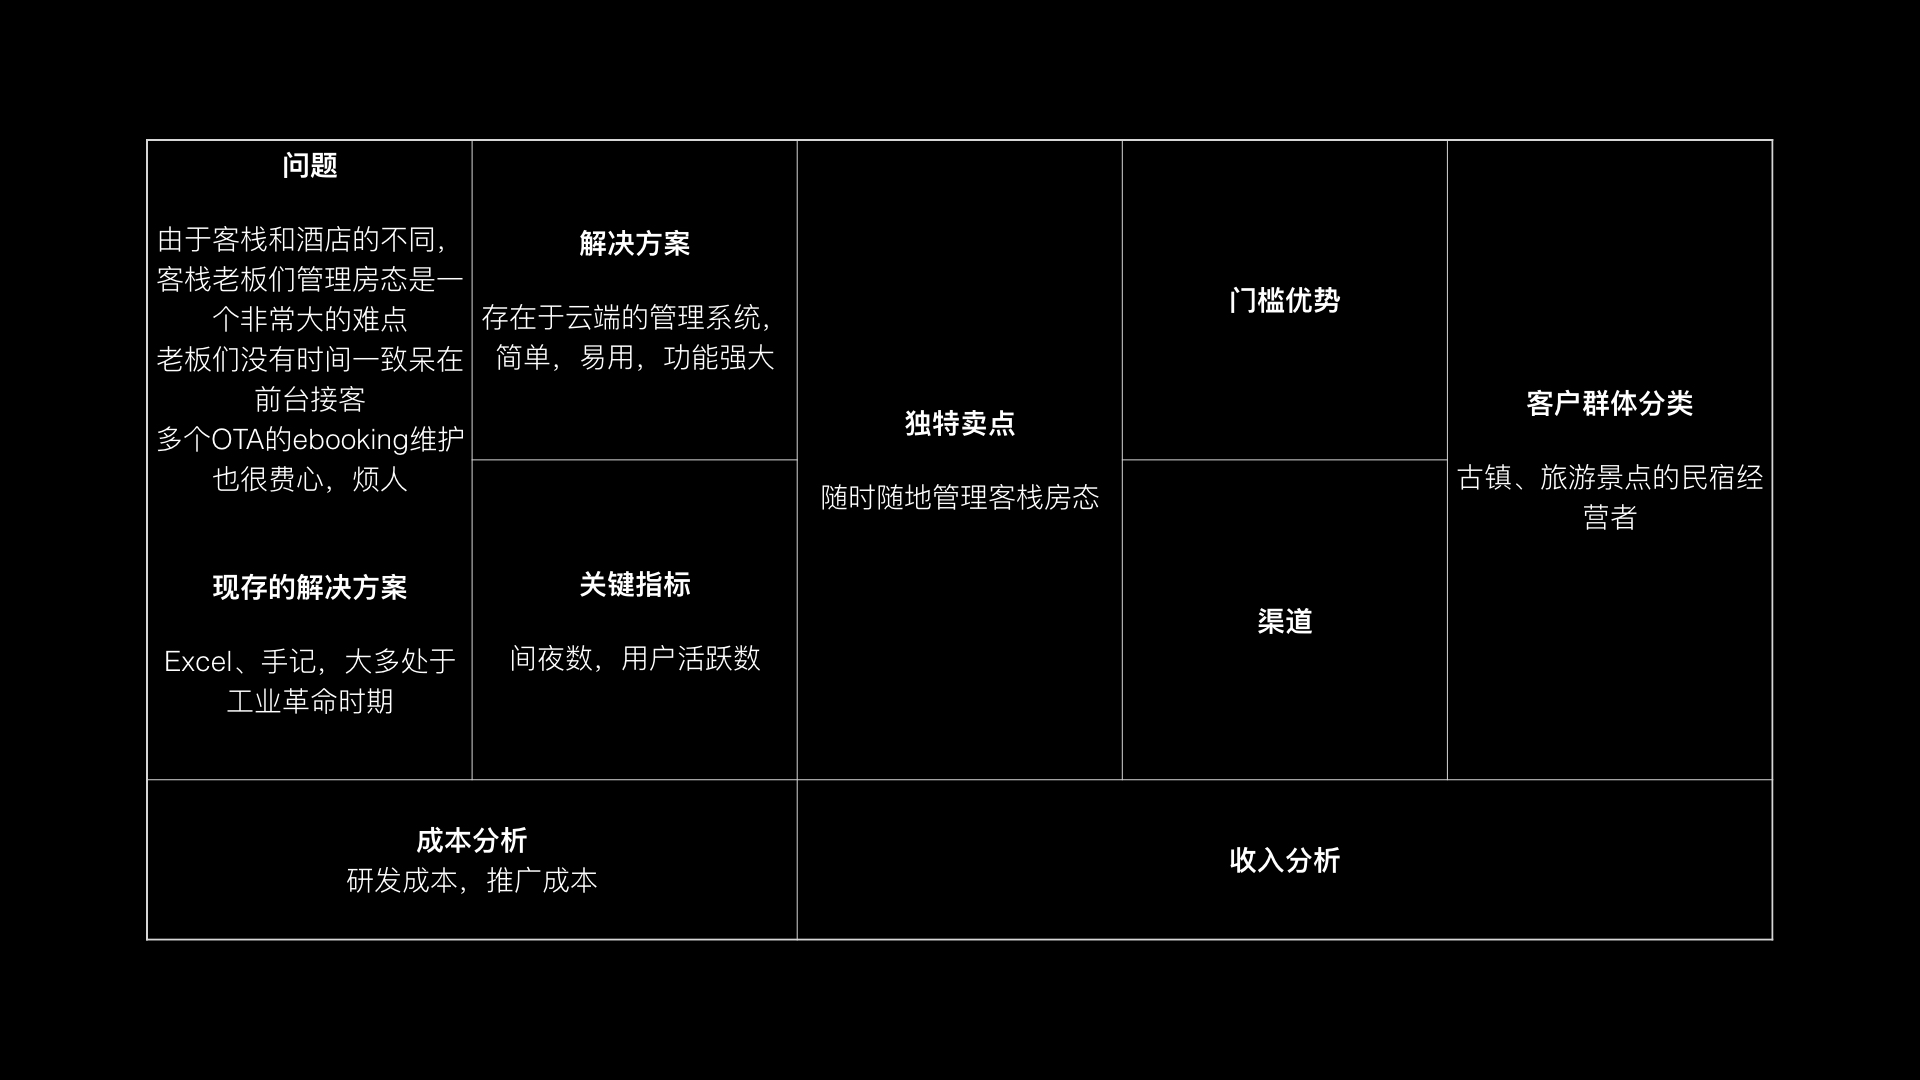 问题
由于客栈和酒店的不同，
客栈老板们管理房态是一
个非常大的难点
老板们没有时间一致呆在
前台接客
多个OTA的ebooking维护
也很费心，烦人
现存的解决方案
Excel、手记，大多处于
工业革命时期
解决方案
存在于云端的管理系统，
简单，易用，功能强大
关键指标
间夜数，用户活跃数
独特卖点
随时随地管理客栈房态
门槛优势
渠道
客户群体分类
古镇、旅游景点的民宿经
营者
成本分析
研发成本，推广成本
收入分析